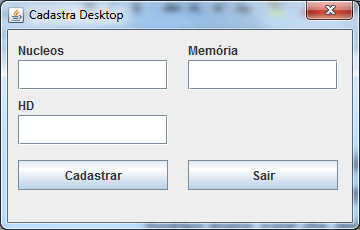 Cadastra Desktop
Nucleos
Memória
HD
Cadastrar
Sair